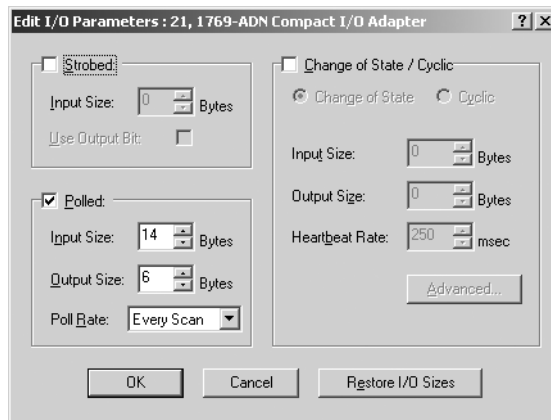 Edit I/O Parameters : 21, 1769-ADN Compact I/O Adapter
Strobed:
Input Size: 0 Bytes
Use Output Bit:
Polled:
Input Size: 14 Bytes
Output Size: 6 Bytes
Poll Rate: Every Scan
Change of State / Cyclic
Change of State Cyclic
Input Size: 0 Bytes
Output Size: 0 Bytes
Heartbeat Rate: 250 msec
Advanced...
OK Cancel Restore I/O Sizes